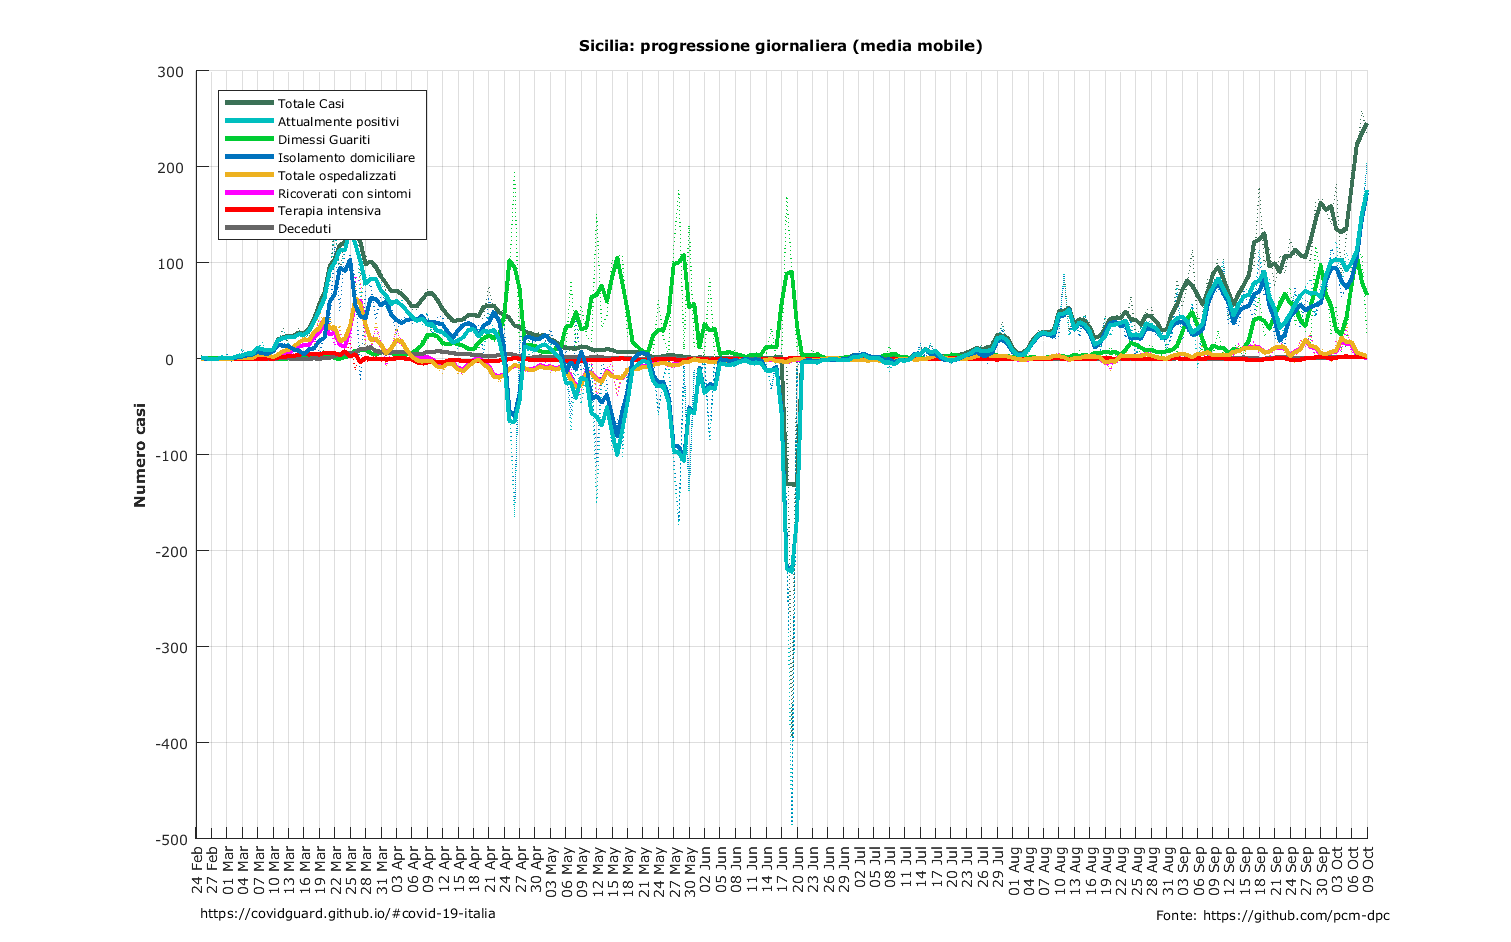 Sicilia: progressione giornaliera (media mobile)
300
200
100
0
-100
-200
-300
-400
-500
Numero casi
Totale Casi
Attualmente positivi
Dimessi Guariti
Isolamento domiciliare
Totale ospedalizzati
Ricoverati con sintomi
Terapia intensiva
Deceduti
24 Feb
27 Feb
01 Mar
04 Mar
07 Mar
10 Mar
13 Mar
16 Mar
19 Mar
22 Mar
25 Mar
28 Mar
31 Mar
03 Apr
06 Apr
09 Apr
12 Apr
15 Apr
18 Apr
21 Apr
24 Apr
27 Apr
30 Apr
03 May
06 May
09 May
12 May
15 May
18 May
21 May
24 May
27 May
30 May
02 Jun
05 Jun
08 Jun
11 Jun
14 Jun
17 Jun
20 Jun
23 Jun
26 Jun
29 Jun
02 Jul
05 Jul
08 Jul
11 Jul
14 Jul
17 Jul
20 Jul
23 Jul
26 Jul
29 Jul
01 Aug
04 Aug
07 Aug
10 Aug
13 Aug
16 Aug
19 Aug
22 Aug
25 Aug
28 Aug
31 Aug
03 Sep
06 Sep
09 Sep
12 Sep
15 Sep
18 Sep
21 Sep
24 Sep
27 Sep
30 Sep
03 Oct
06 Oct
09 Oct
https://covidguard.github.io/#covid-19-italia
Fonte: https://github.com/pcm-dpc